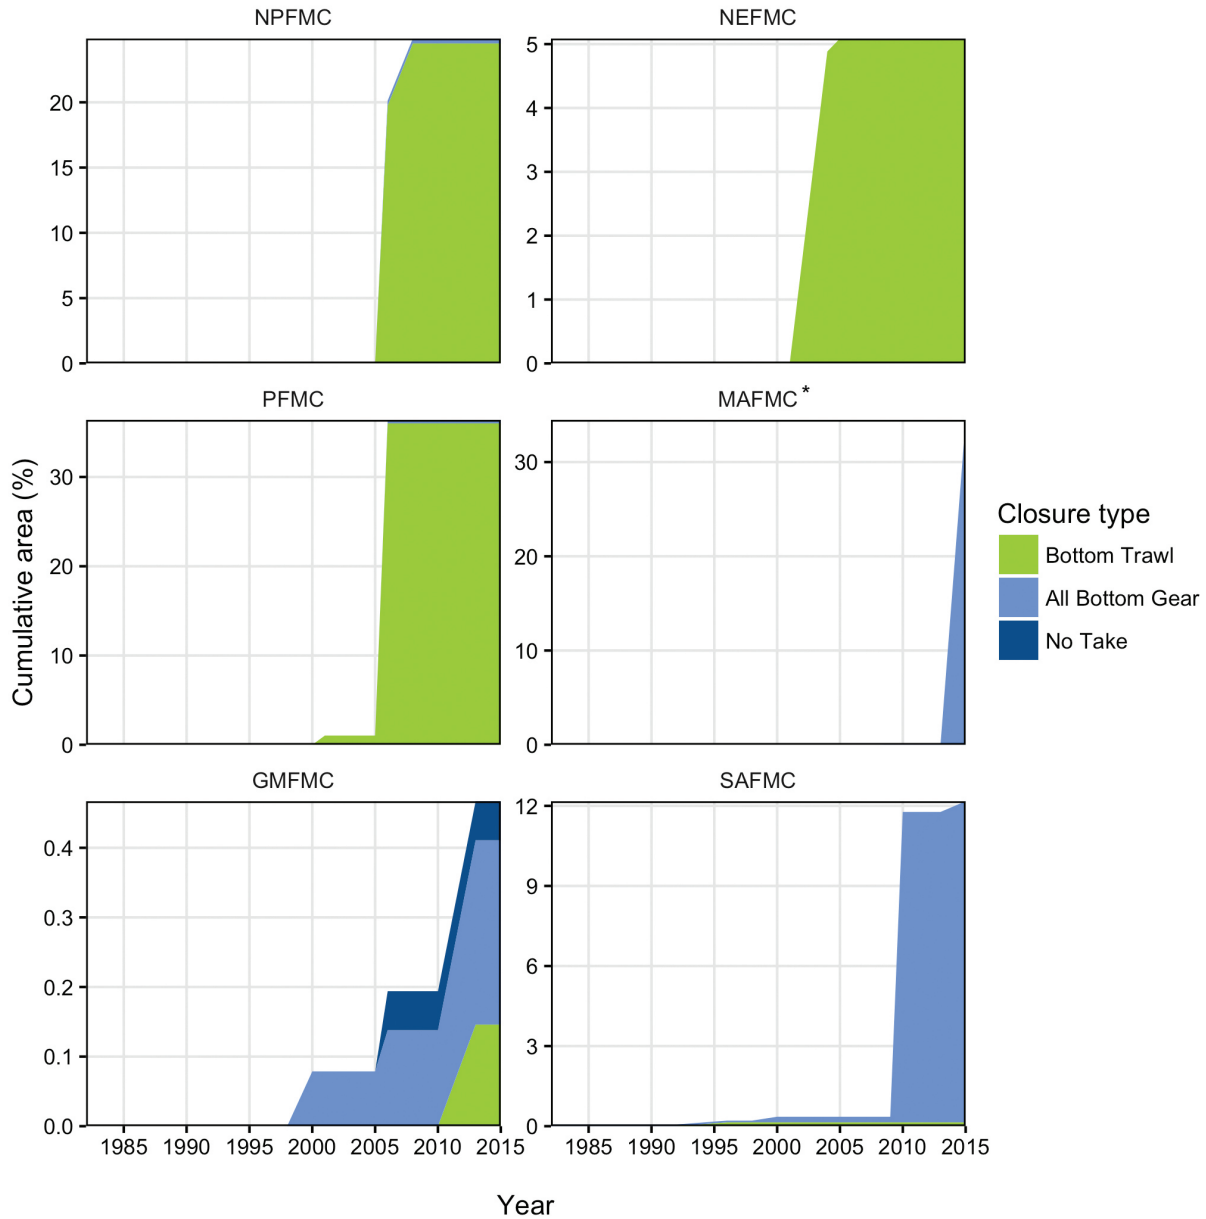 NPFMC
NEFMC
20
15
10
5
0
5
4
3
2
1
0
PFMC
MAFMC*
30
20
10
0
30
20
10
0
GMFMC
SAFMC
0.4
0.3
0.2
0.1
0.0
12
9
6
3
0
1985 1990 1995 2000 2005 2010 2015
1985 1990 1995 2000 2005 2010 2015
Cumulative area (%)
Year
Closure type
Bottom Trawl
All Bottom Gear
No Take